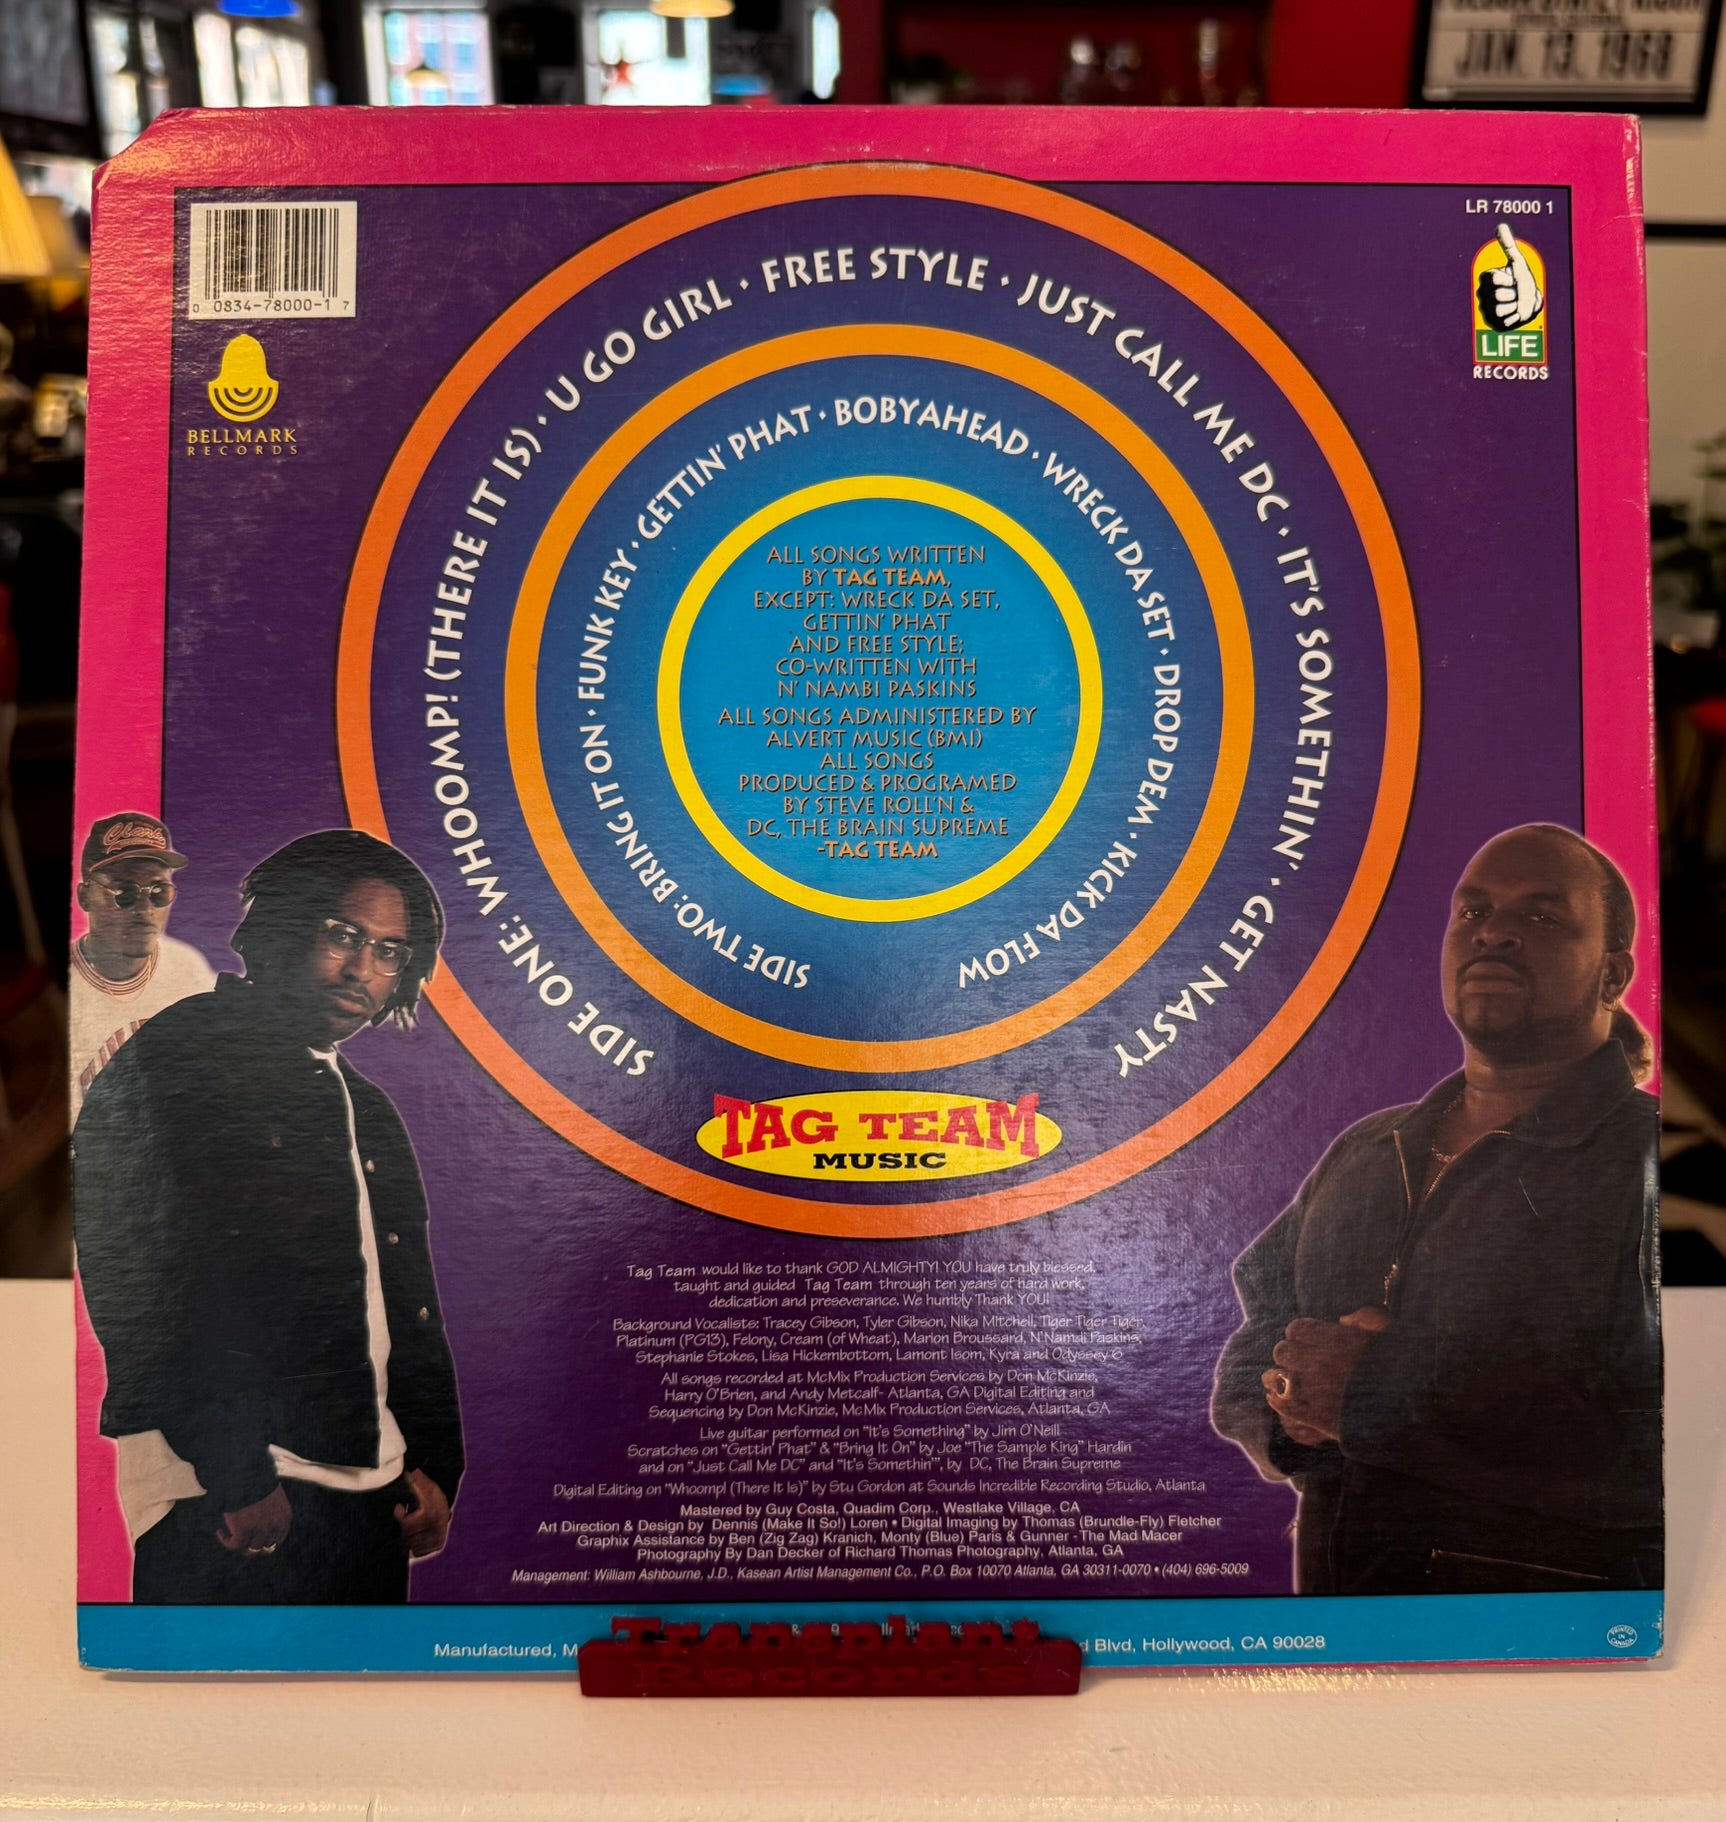 JAN. 13, 1968
LR 78000 1
0 0834-78000-1 7
LIFE
RECORDS
BELLMARK
RECORDS
SIDE ONE: WHOOMP! (THERE IT IS) · U GO GIRL · FREE STYLE · JUST CALL ME DC · IT'S SOMETHIN' · GET NASTY
SIDE TWO: BRING IT ON · FUNK KEY · GETTIN' PHAT · BOBYAHEAD · WRECK DA SET · DROP DEM · KICK DA FLOW
ALL SONGS WRITTEN
BY TAG TEAM,
EXCEPT: WRECK DA SET,
GETTIN' PHAT
AND FREE STYLE;
CO-WRITTEN WITH
N' NAMBI PASKINS
ALL SONGS ADMINISTERED BY
ALVERT MUSIC (BMI)
ALL SONGS
PRODUCED & PROGRAMED
BY STEVE ROLL'N &
DC, THE BRAIN SUPREME
-TAG TEAM
TAG TEAM
MUSIC
Tag Team would like to thank GOD ALMIGHTY! YOU have truly blessed,
taught and guided Tag Team through ten years of hard work,
dedication and preseverance. We humbly Thank YOU!
Background Vocalists: Tracey Gibson, Tyler Gibson, Nika Mitchell, Tiger Tiger Tiger,
Platinum (PG13), Felony, Cream (of Wheat), Marlon Broussard, N'Namdi Paskins,
Stephanie Stokes, Lisa Hickembottom, Lamont Isom, Kyra and Odyssey 6
All songs recorded at McMix Production Services by Don McKinzie,
Harry O'Brien, and Andy Metcalf- Atlanta, GA Digital Editing and
Sequencing by Don McKinzie, McMix Production Services, Atlanta, GA
Live guitar performed on "It's Something" by Jim O'Neill
Scratches on "Gettin' Phat" & "Bring It On" by Joe "The Sample King" Hardin
and on "Just Call Me DC" and "It's Somethin'", by DC, The Brain Supreme
Digital Editing on "Whoomp! (There It Is)" by Stu Gordon at Sounds Incredible Recording Studio, Atlanta
Mastered by Guy Costa, Quadim Corp., Westlake Village, CA
Art Direction & Design by Dennis (Make It So!) Loren • Digital Imaging by Thomas (Brundle-Fly) Fletcher
Graphix Assistance by Ben (Zig Zag) Kranich, Monty (Blue) Paris & Gunner - The Mad Macer
Photography By Dan Decker of Richard Thomas Photography, Atlanta, GA
Management: William Ashbourne, J.D., Kasean Artist Management Co., P.O. Box 10070 Atlanta, GA 30311-0070 • (404) 696-5009
Manufactured, M
d Blvd, Hollywood, CA 90028
PRINTED
IN
CANADA
Transplant
Records